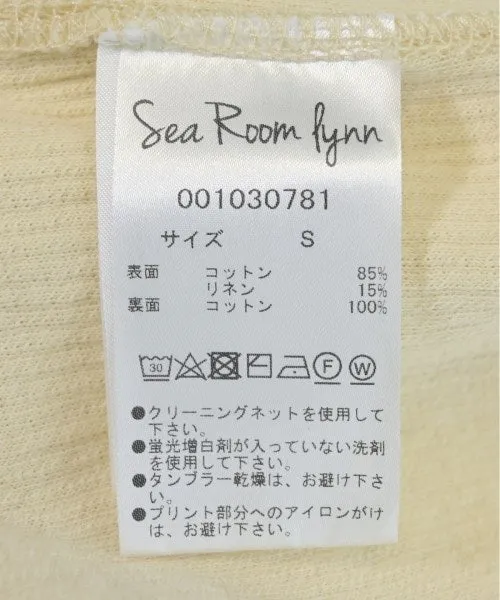 Sea Room lynn
001030781
サイズ S
表面 コットン 85%
リネン 15%
裏面 コットン 100%
30 F W
●クリーニングネットを使用して
下さい。
●蛍光増白剤が入っていない洗剤
を使用して下さい。
●タンブラー乾燥は、お避け下さ
い。
●プリント部分へのアイロンがけ
は、お避け下さい。